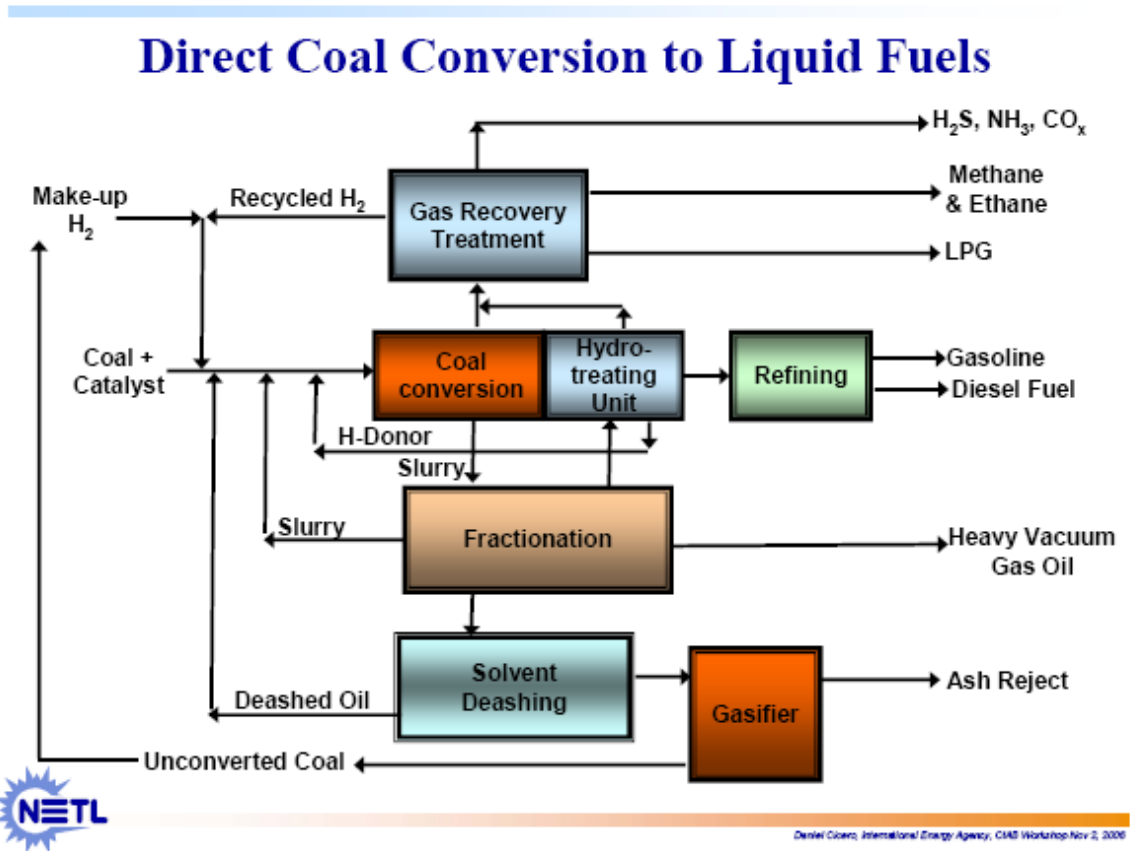 Direct Coal Conversion to Liquid Fuels
H₂S, NH₃, COₓ
Make-up
H₂
Recycled H₂
Gas Recovery
Treatment
Methane
& Ethane
LPG
Coal +
Catalyst
Coal
conversion
Hydro-
treating
Unit
Refining
Gasoline
Diesel Fuel
H-Donor
Slurry
Slurry
Fractionation
Heavy Vacuum
Gas Oil
Solvent
Deashing
Deashed Oil
Gasifier
Ash Reject
Unconverted Coal
NETL
Daniel Cicero, International Energy Agency, CIAB Workshop Nov 2, 2006